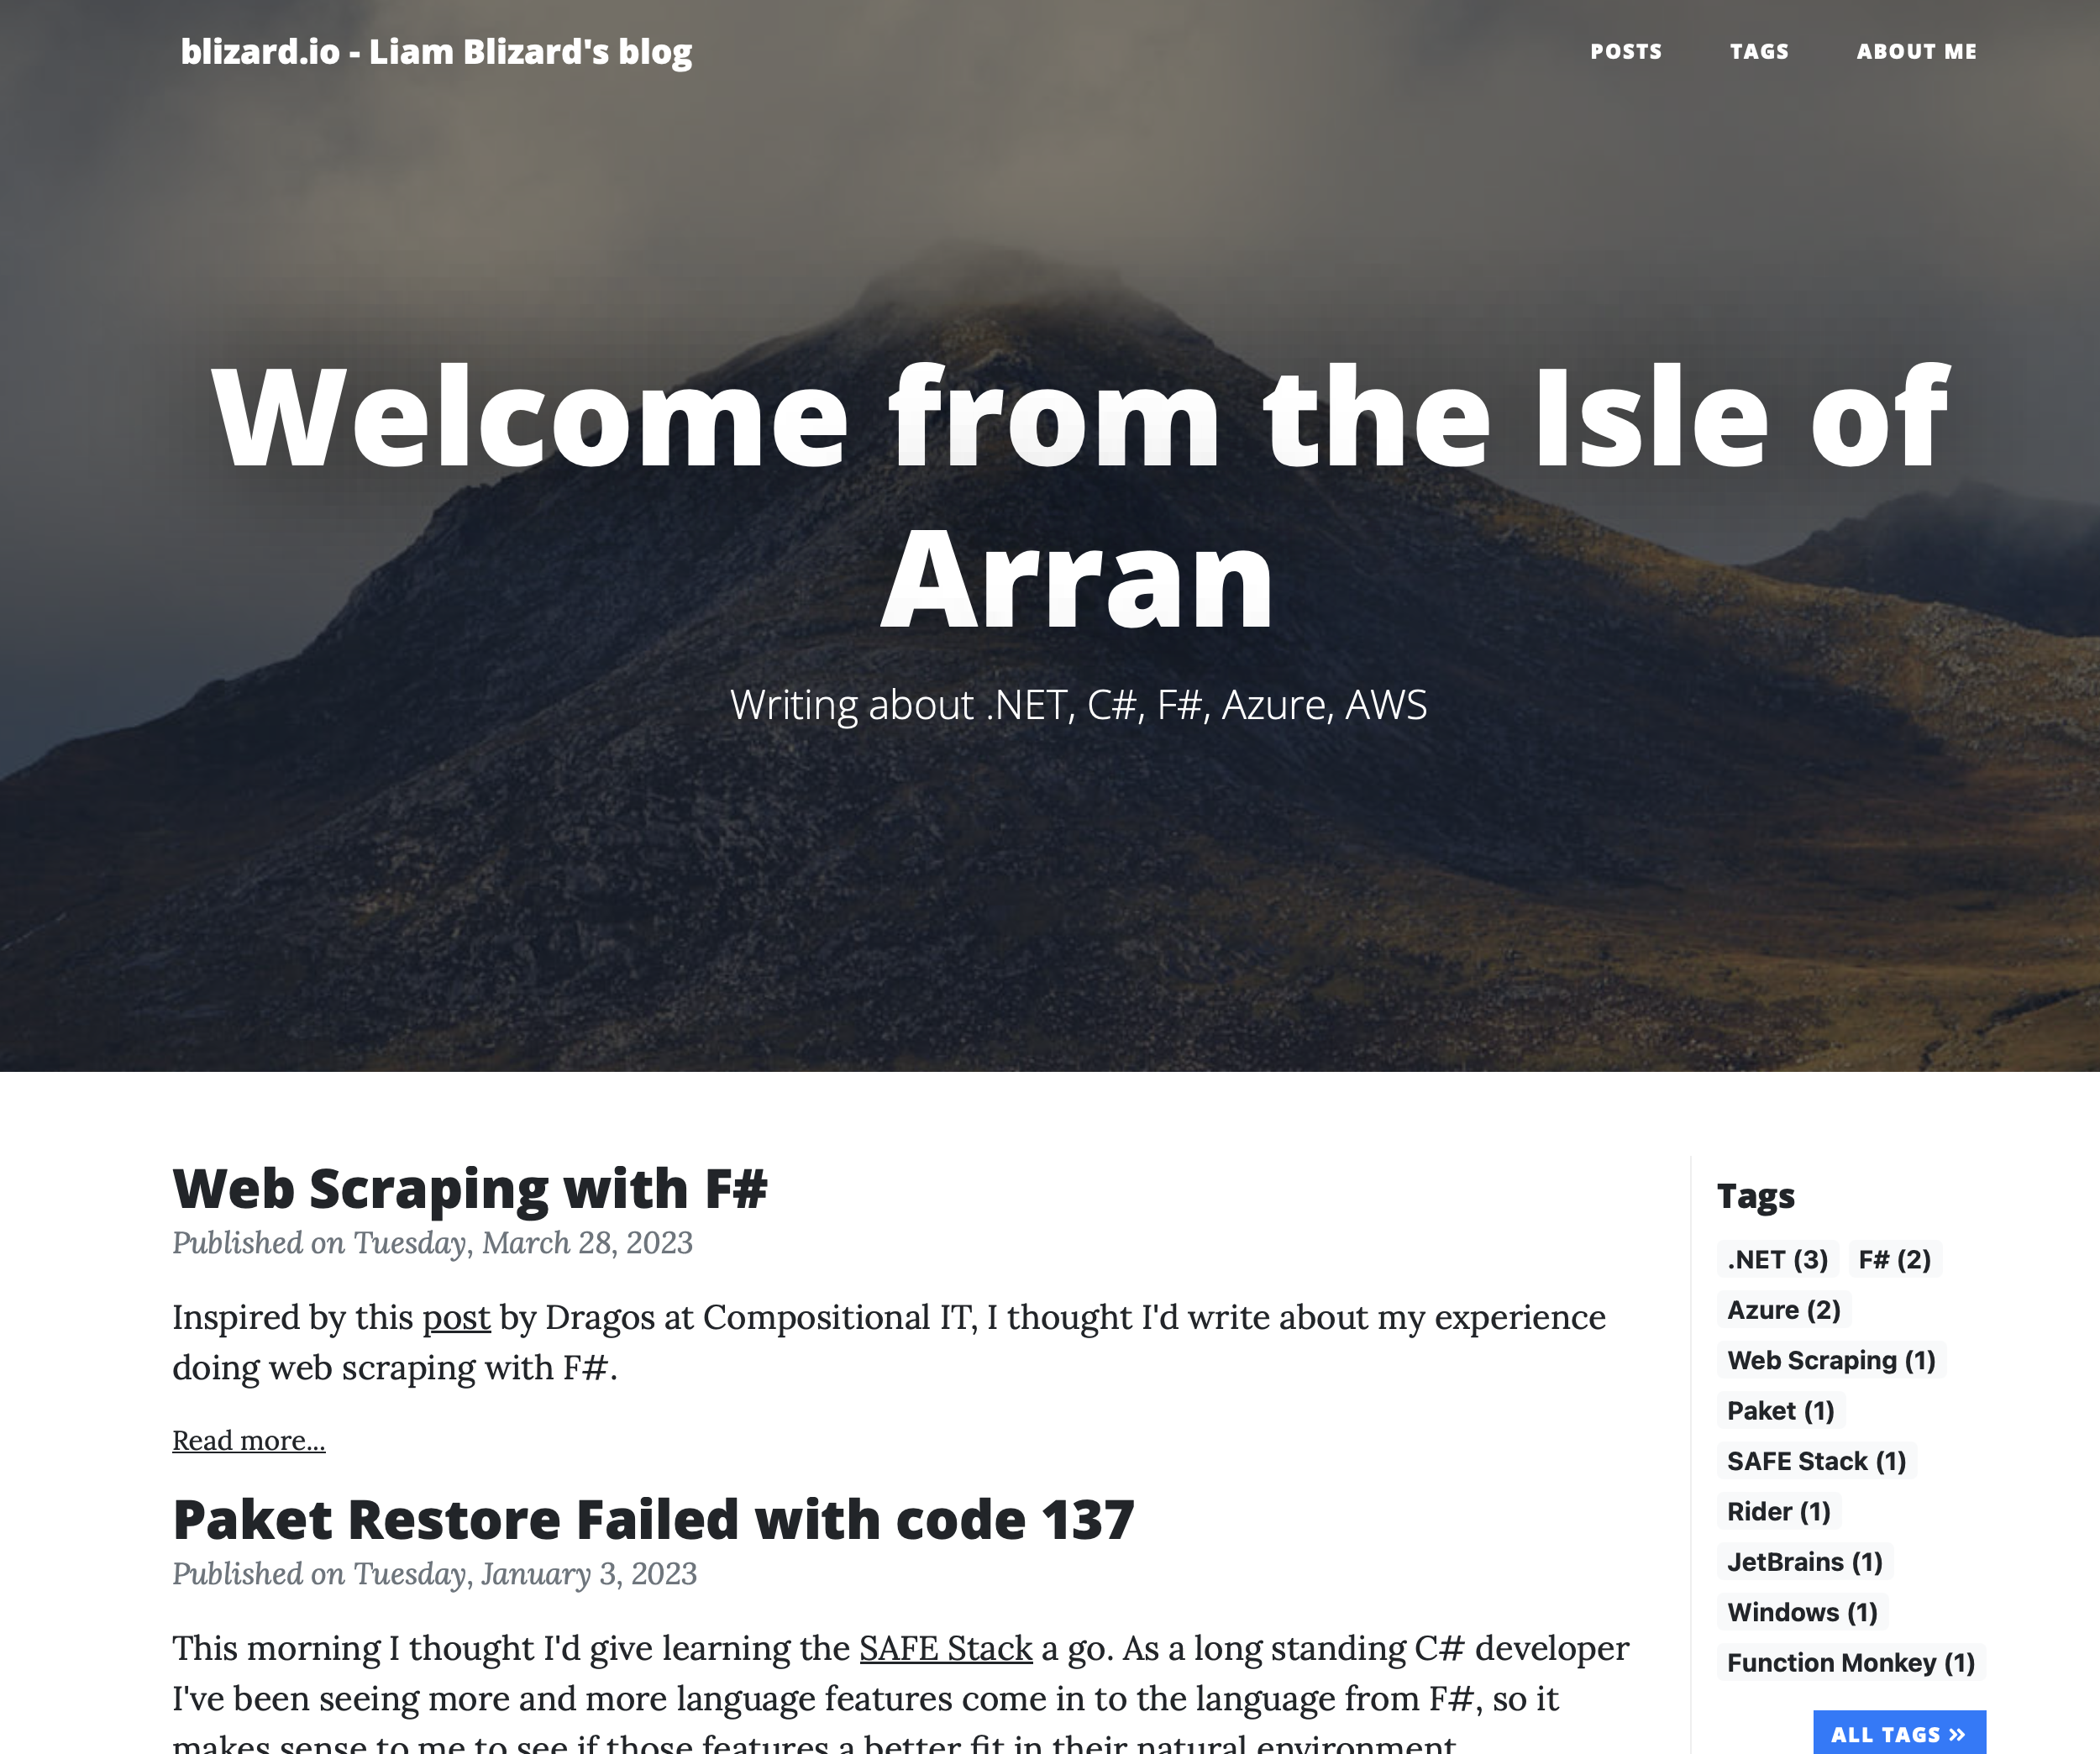 blizard.io - Liam Blizard's blog
POSTS TAGS ABOUT ME
Welcome from the Isle of
Arran
Writing about .NET, C#, F#, Azure, AWS
Web Scraping with F#
Published on Tuesday, March 28, 2023
Inspired by this post by Dragos at Compositional IT, I thought I'd write about my experience
doing web scraping with F#.
Read more...
Paket Restore Failed with code 137
Published on Tuesday, January 3, 2023
This morning I thought I'd give learning the SAFE Stack a go. As a long standing C# developer
I've been seeing more and more language features come in to the language from F#, so it
makes sense to me to see if those features a better fit in their natural environment.
Tags
.NET (3) F# (2)
Azure (2)
Web Scraping (1)
Paket (1)
SAFE Stack (1)
Rider (1)
JetBrains (1)
Windows (1)
Function Monkey (1)
ALL TAGS »